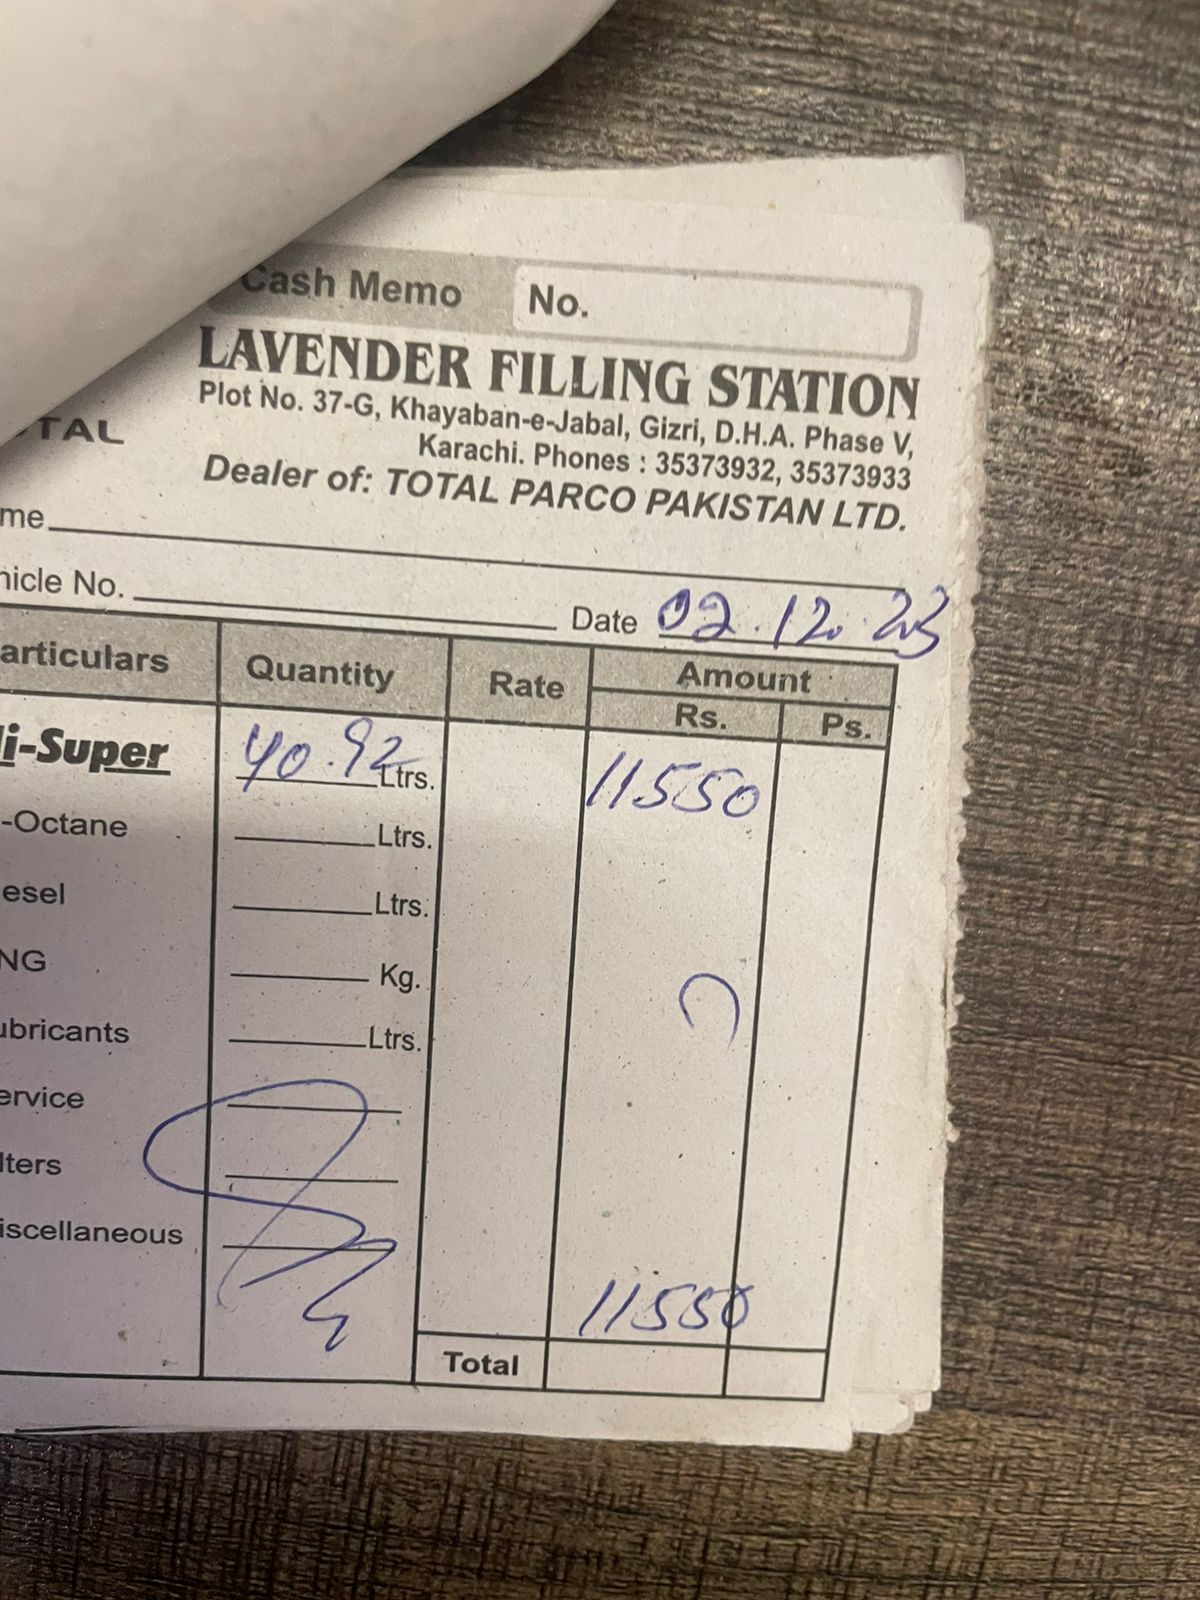 Cash Memo No.
LAVENDER FILLING STATION
Plot No. 37-G, Khayaban-e-Jabal, Gizri, D.H.A. Phase V,
Karachi. Phones : 35373932, 35373933
TAL
Dealer of: TOTAL PARCO PAKISTAN LTD.
me
hicle No.
Date 02.12.23
articulars Quantity Rate Amount
Rs. Ps.
i-Super 40.92 Ltrs. 11550
-Octane Ltrs.
esel Ltrs.
NG Kg.
ubricants Ltrs.
ervice
lters
iscellaneous
11550
Total